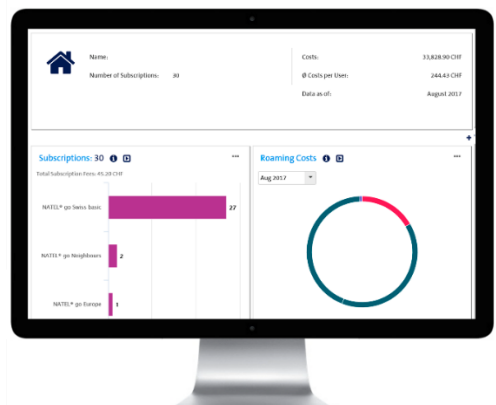 Name:
Number of Subscriptions: 30
Costs: 33,828.90 CHF
Ø Costs per User: 244.43 CHF
Data as of: August 2017
Subscriptions: 30
Total Subscription Fees: 45.20 CHF
NATEL® go Swiss basic 27
NATEL® go Neighbours 2
NATEL® go Europe 1
Roaming Costs
Aug 2017